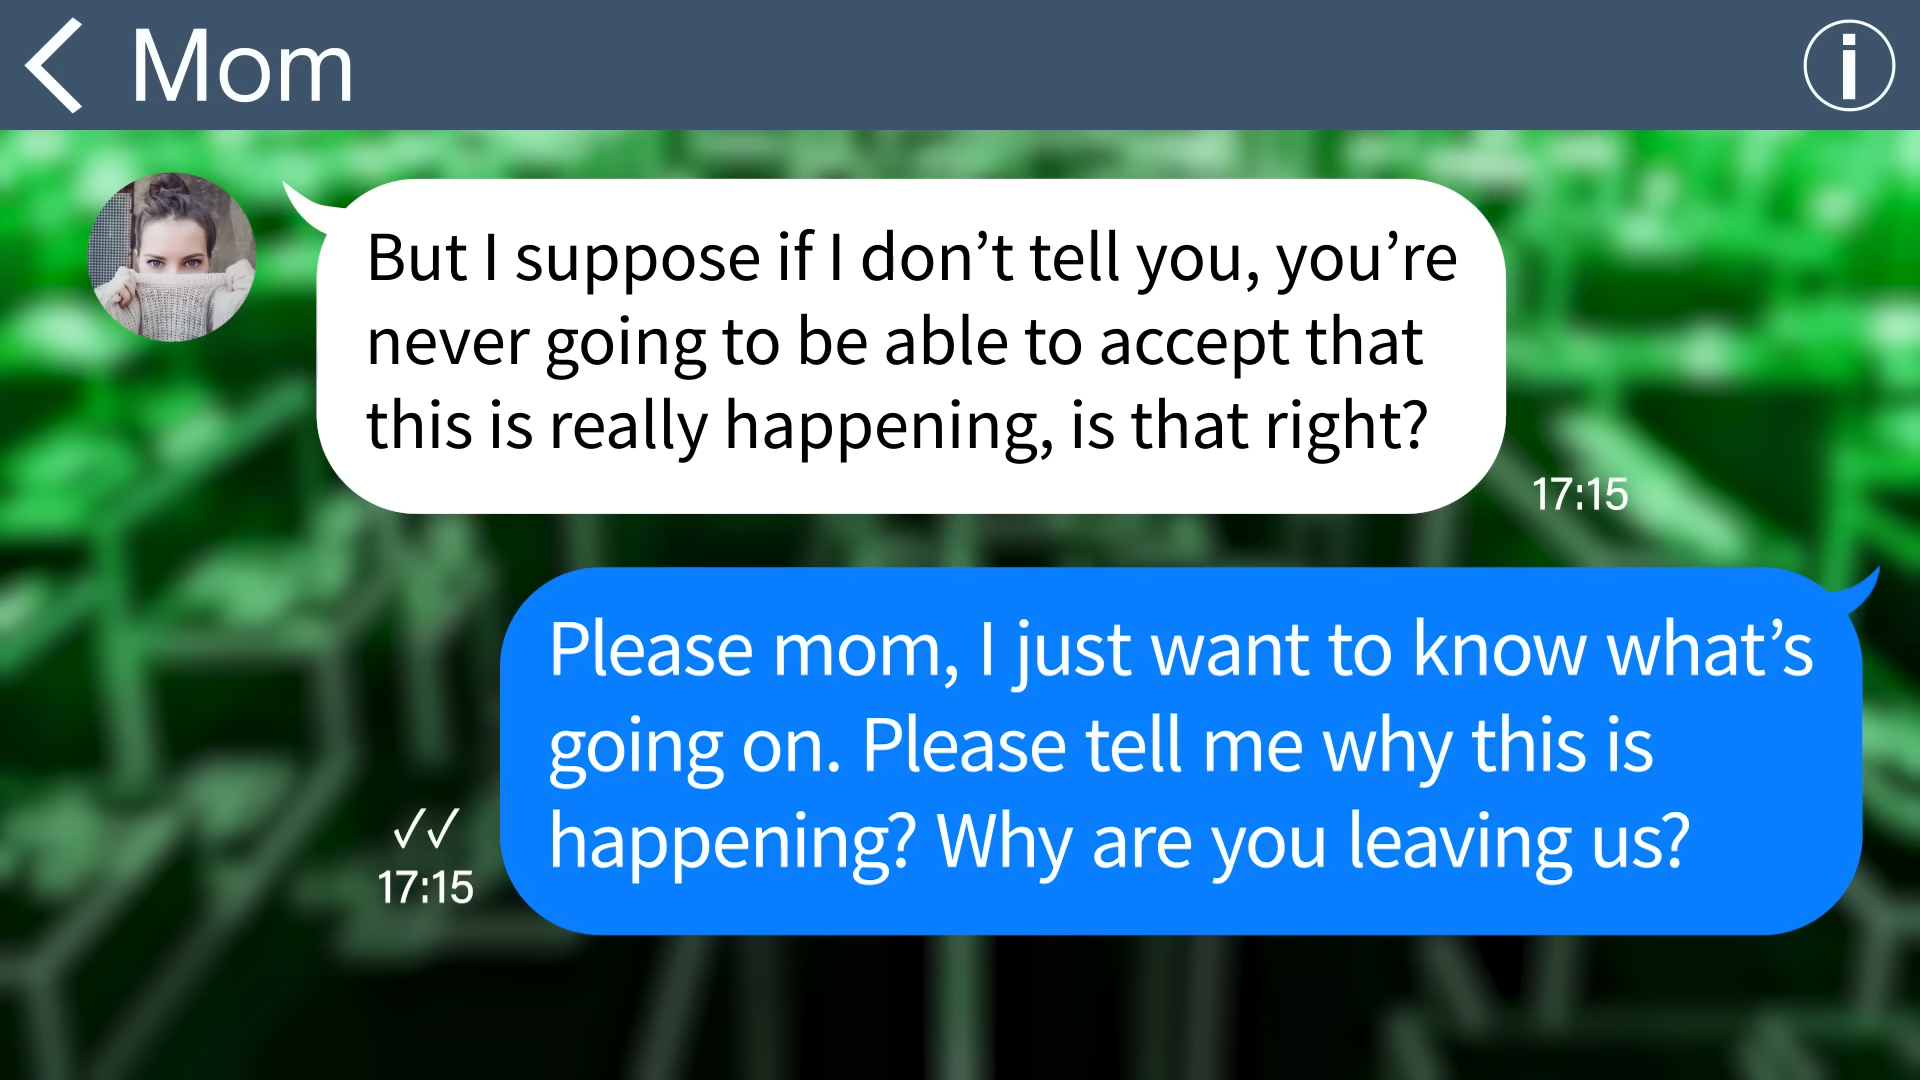 Mom
But I suppose if I don’t tell you, you’re
never going to be able to accept that
this is really happening, is that right?
17:15
Please mom, I just want to know what’s
going on. Please tell me why this is
happening? Why are you leaving us?
17:15